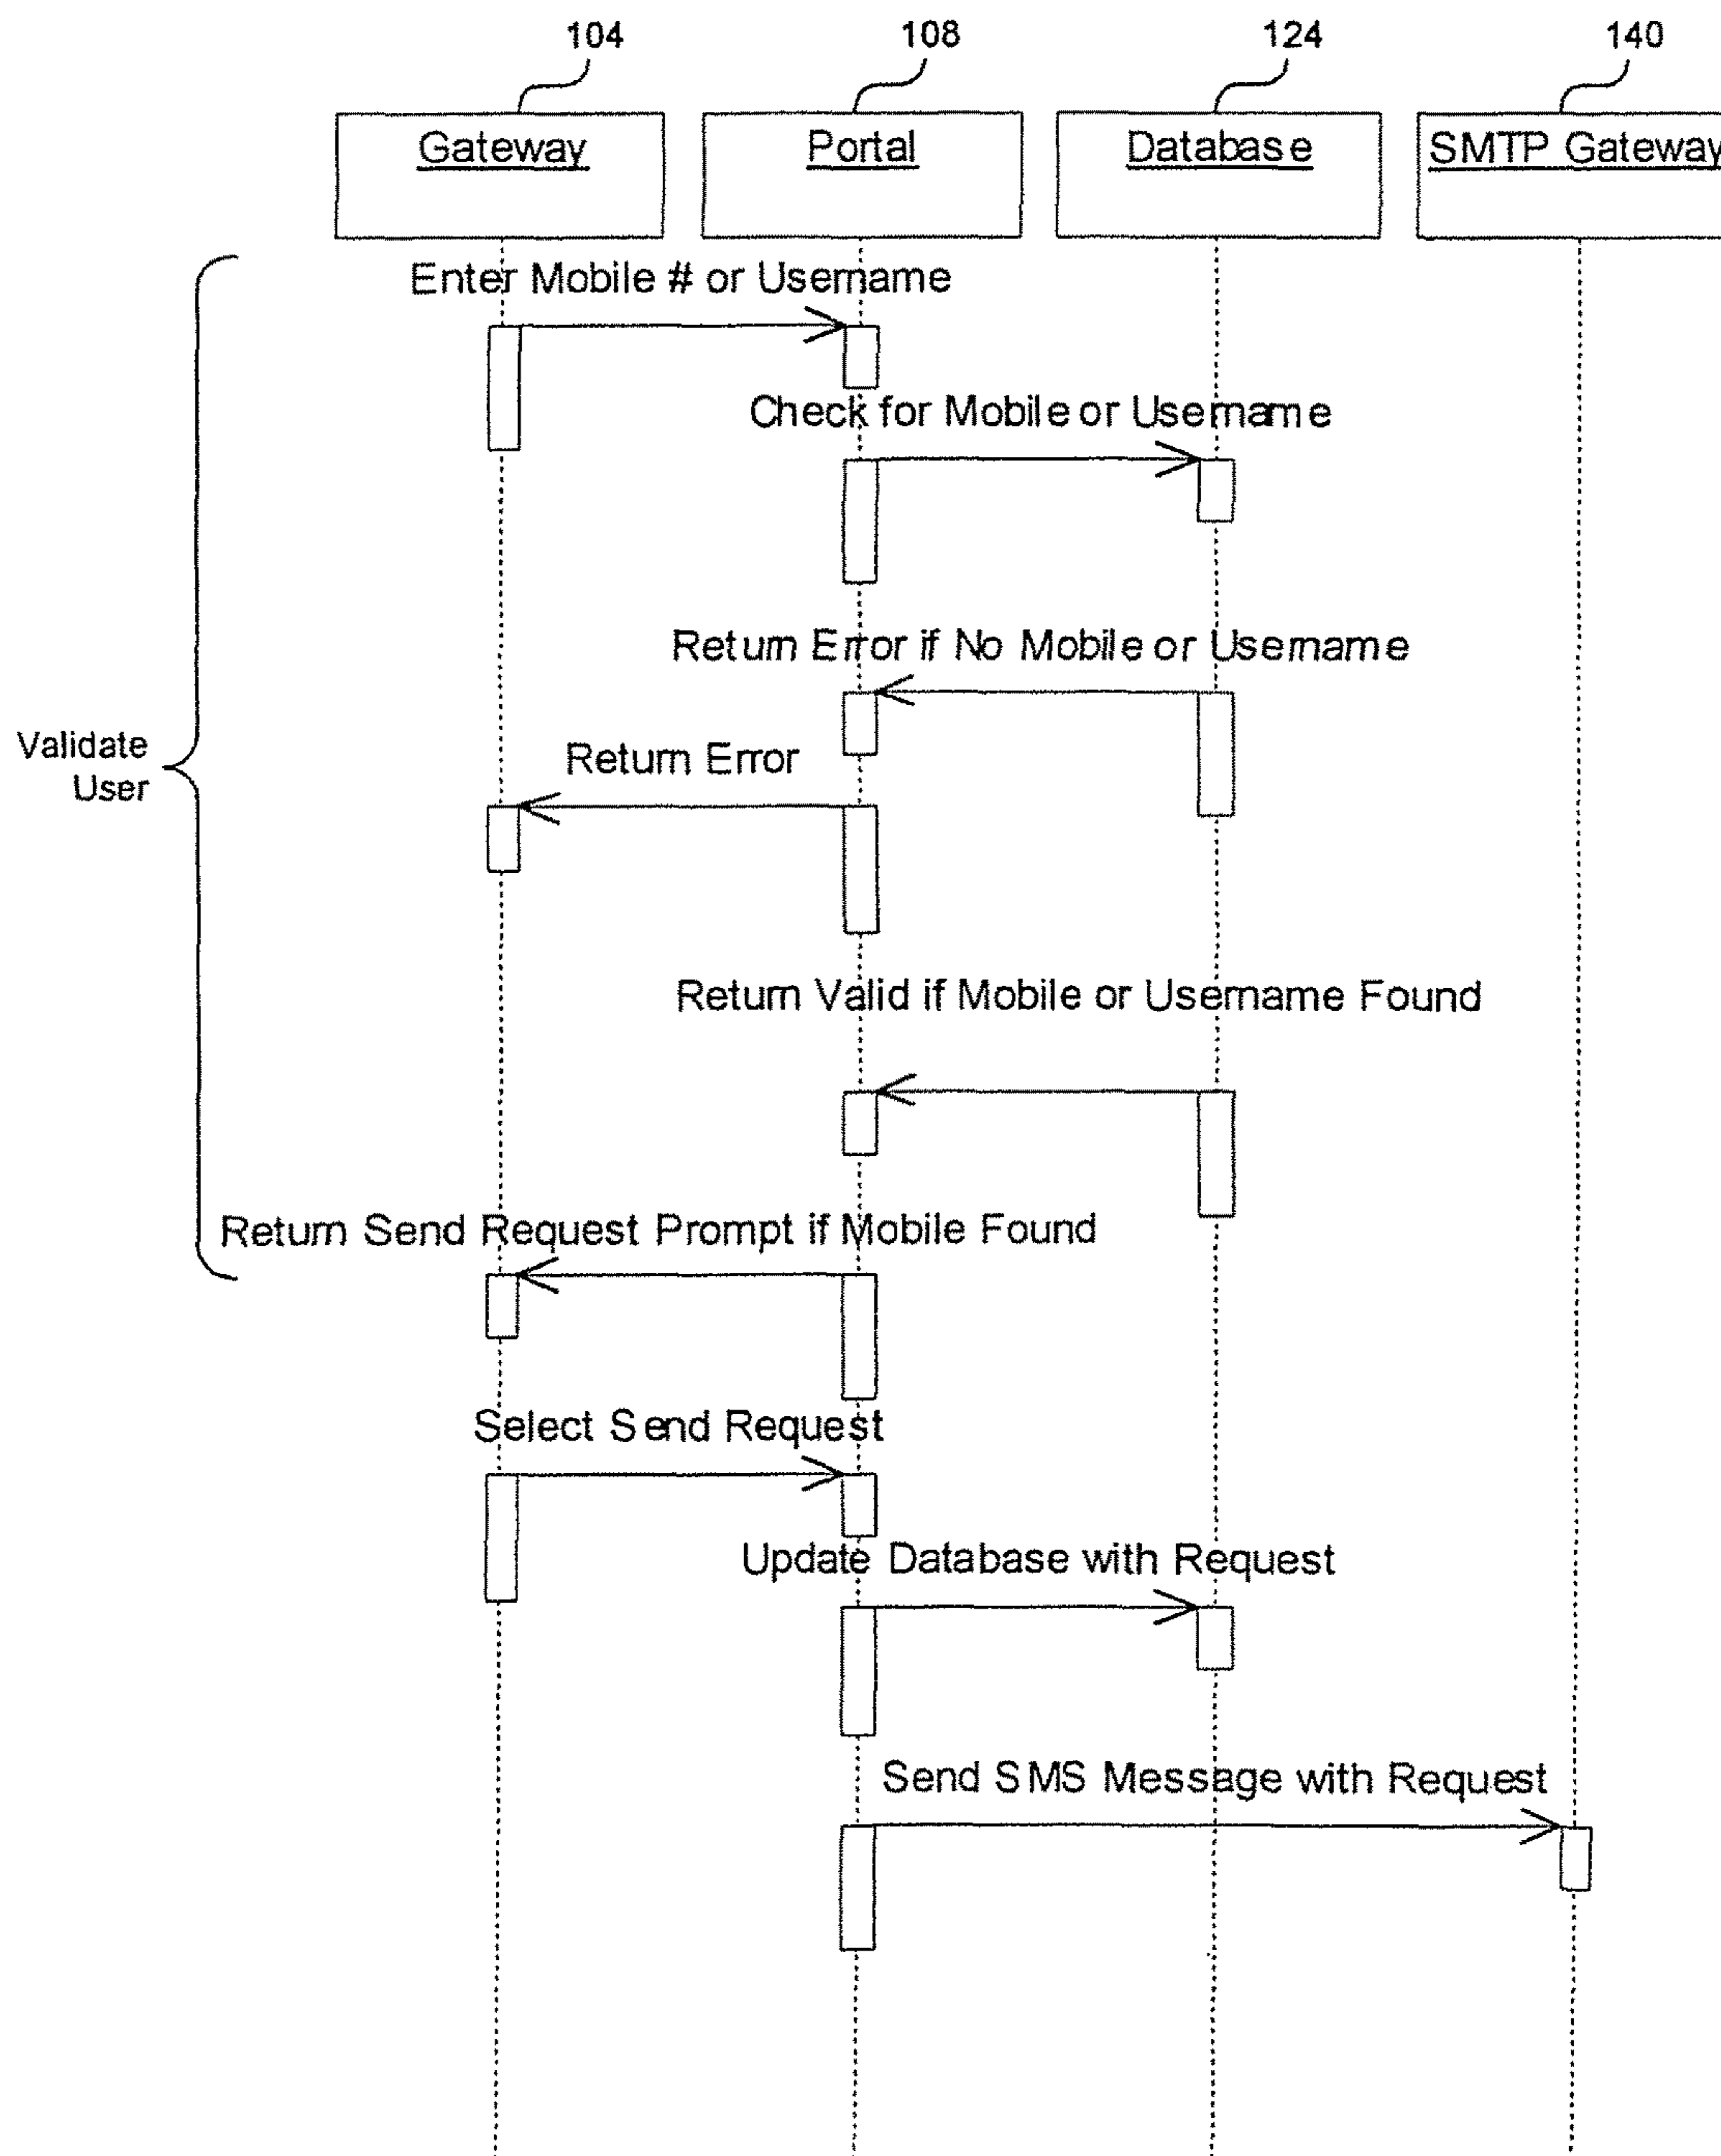 104 108 124 140
Gateway Portal Database SMTP Gateway
Enter Mobile # or Username
Check for Mobile or Username
Return Error if No Mobile or Username
Validate
User
Return Error
Return Valid if Mobile or Username Found
Return Send Request Prompt if Mobile Found
Select Send Request
Update Database with Request
Send SMS Message with Request